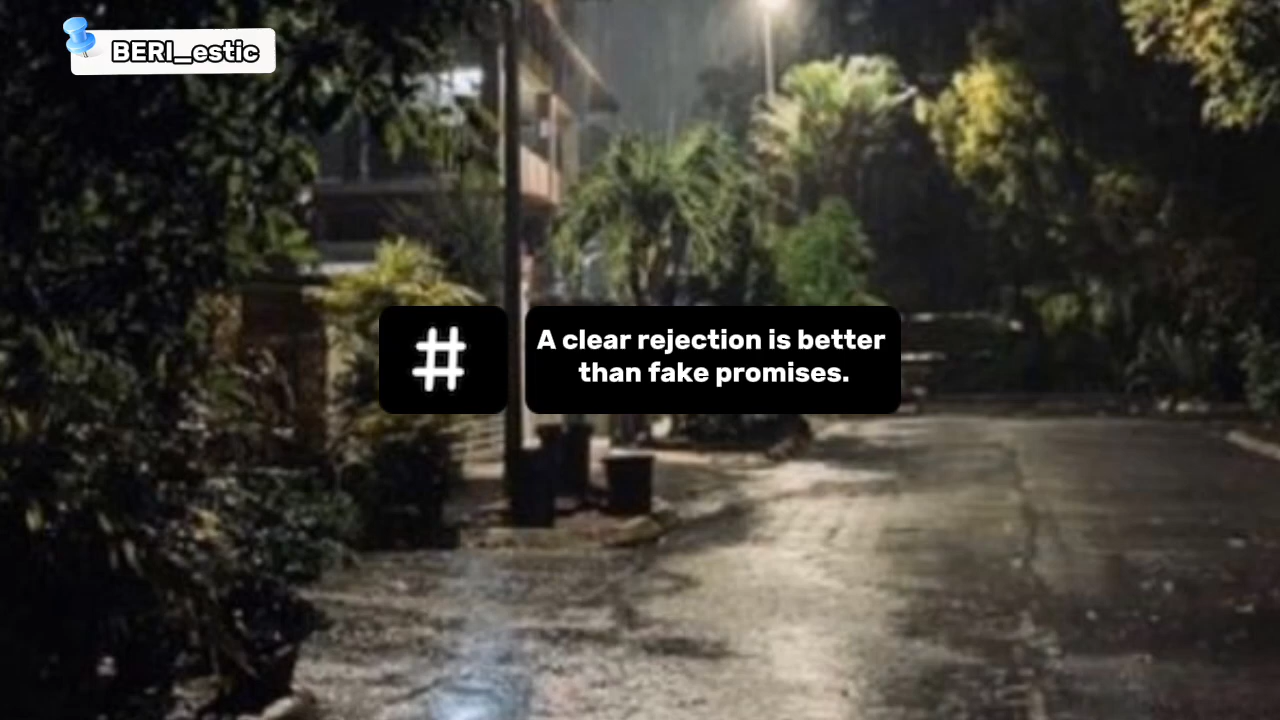 BERI_estic
#
A clear rejection is better
than fake promises.